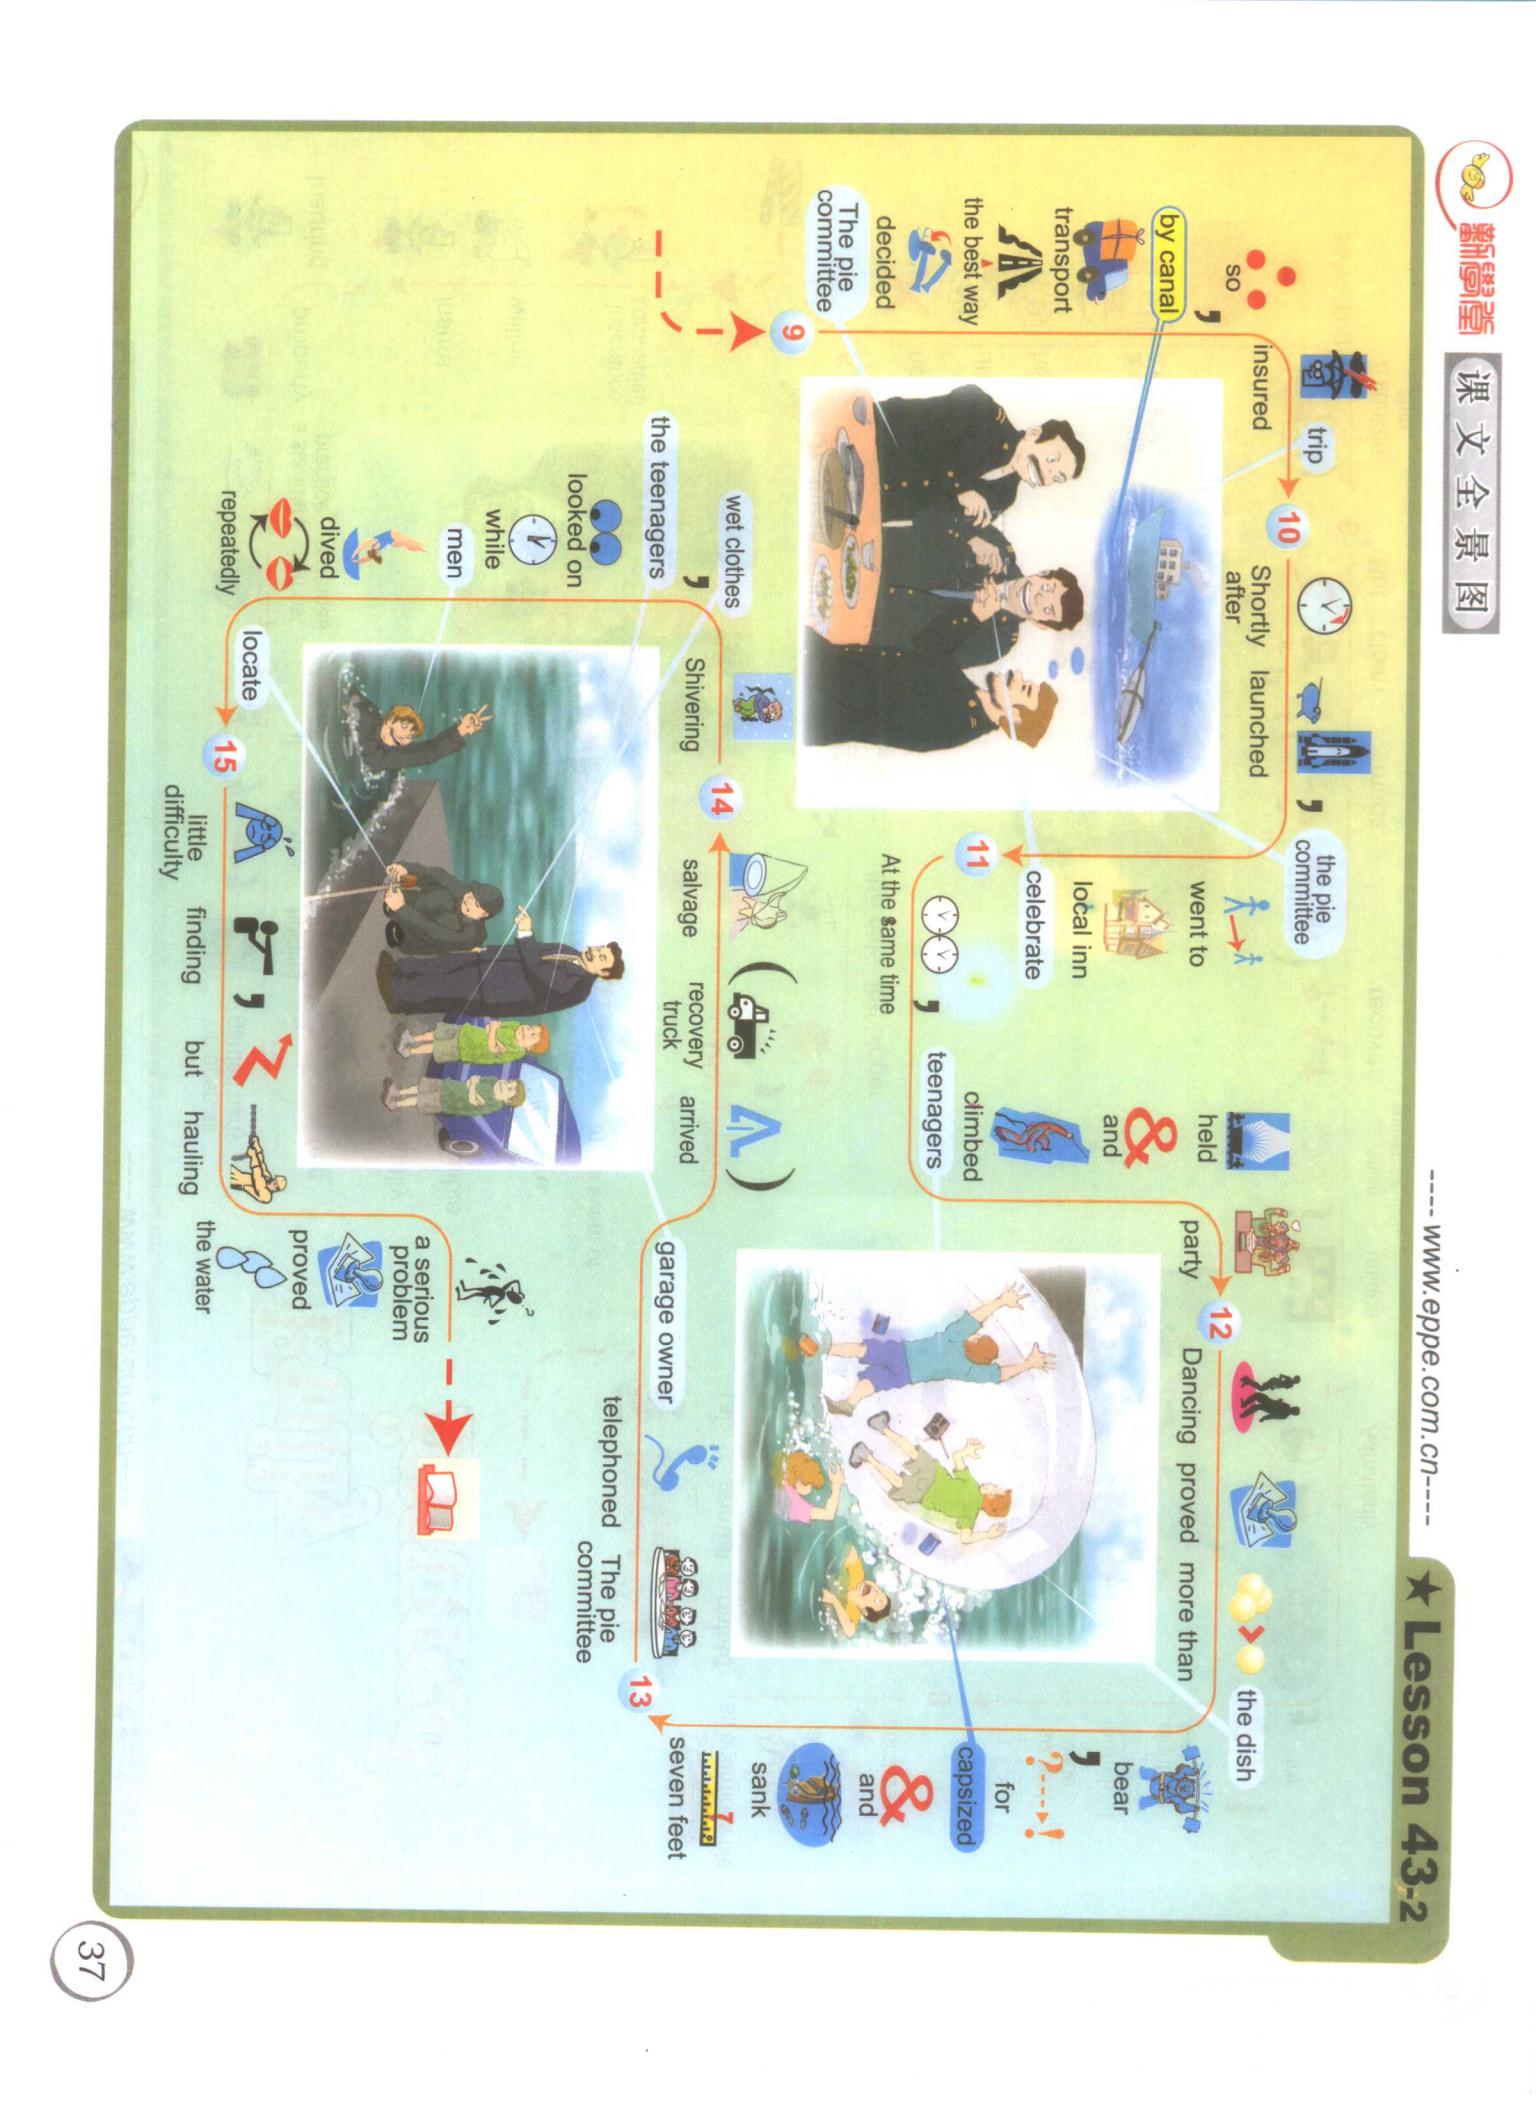 新學堂
课文全景图
----www.eppe.com.cn----
★ Lesson 43-2
9
The pie
committee
decided
the best way
transport
by canal
,
so
insured
trip
10
Shortly
after
launched
,
the pie
committee
went to
local inn
celebrate
11
At the same time
,
teenagers
climbed
&
and
held
party
12
Dancing
proved
more than
the dish
bear
,
for
?---->!
capsized
&
and
sank
7
seven feet
13
The pie
committee
telephoned
garage owner
(
arrived
recovery
truck
)
salvage
14
Shivering
wet clothes
,
the teenagers
looked on
while
men
dived
repeatedly
locate
15
little
difficulty
finding
,
but
hauling
the water
proved
a serious
problem
37